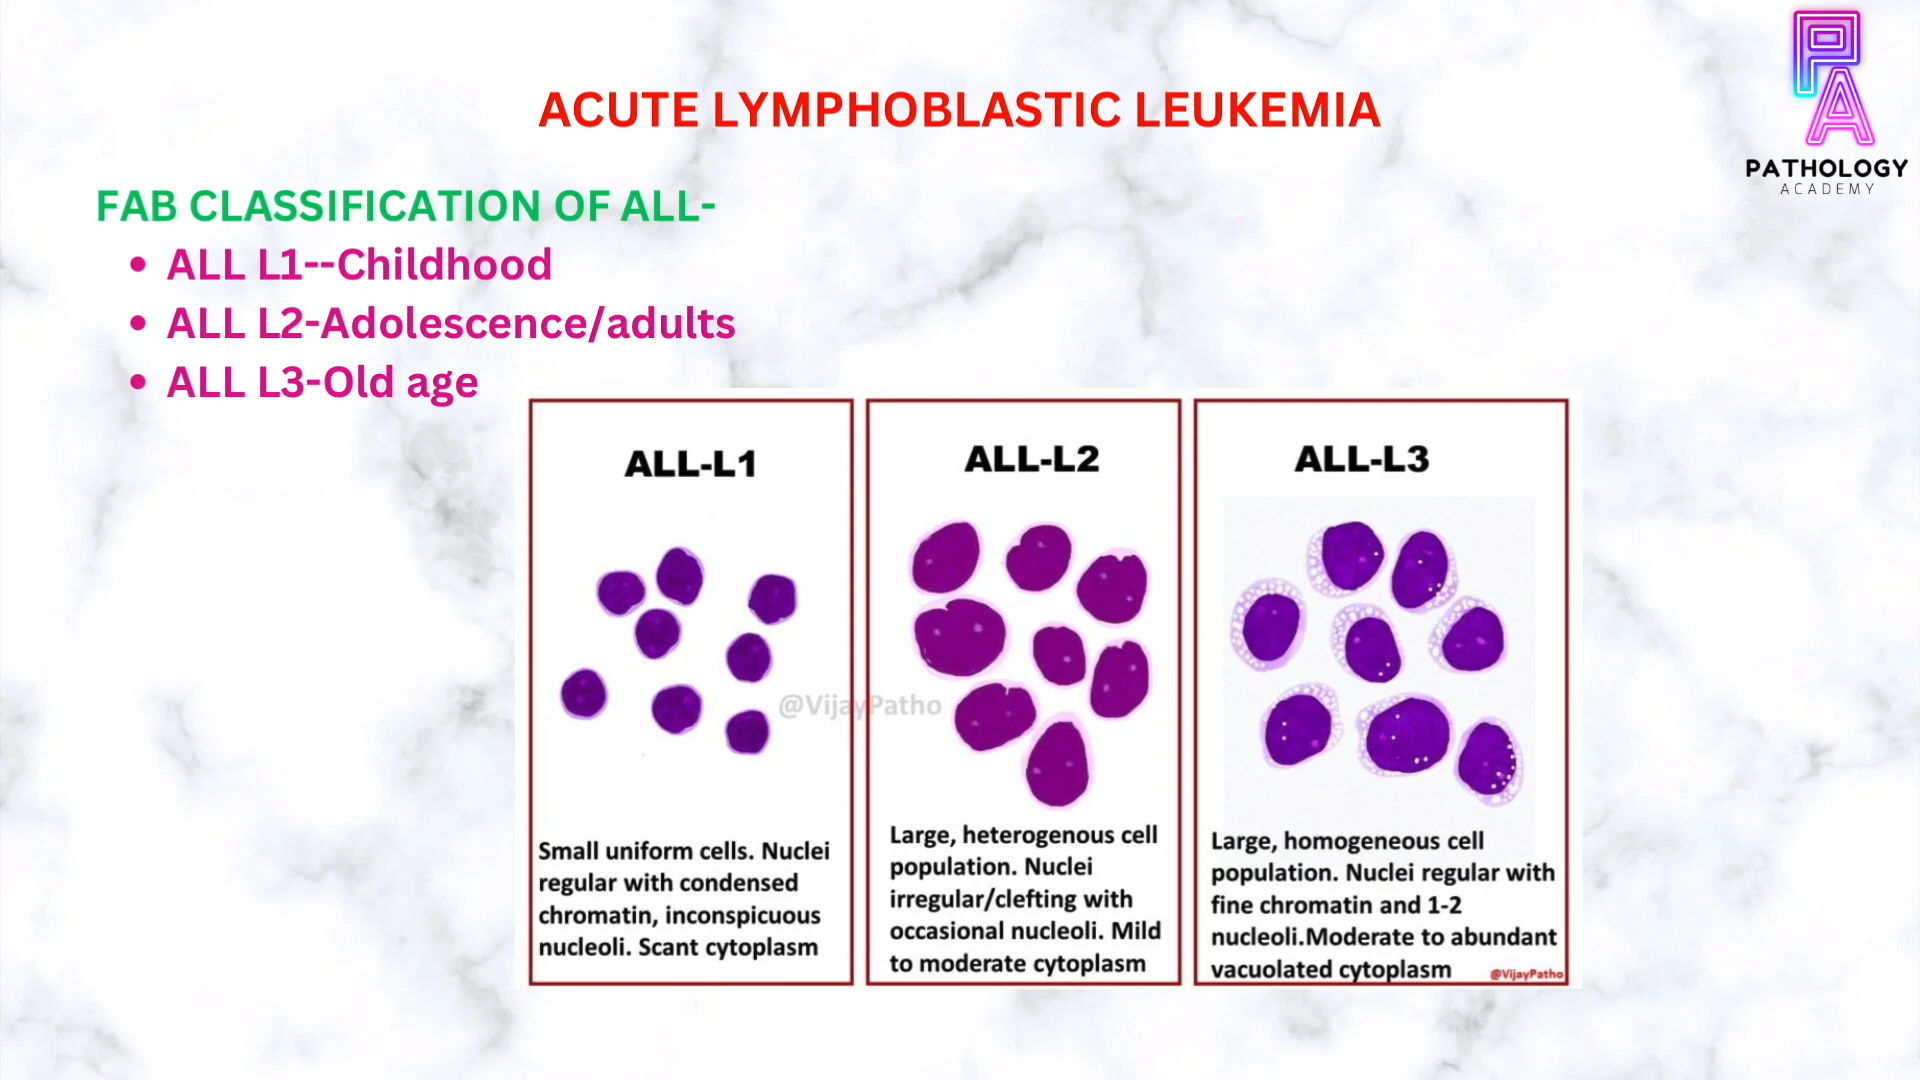 PA
PATHOLOGY
ACADEMY
ACUTE LYMPHOBLASTIC LEUKEMIA
FAB CLASSIFICATION OF ALL-
• ALL L1--Childhood
• ALL L2-Adolescence/adults
• ALL L3-Old age
ALL-L1
Small uniform cells. Nuclei
regular with condensed
chromatin, inconspicuous
nucleoli. Scant cytoplasm
ALL-L2
Large, heterogenous cell
population. Nuclei
irregular/clefting with
occasional nucleoli. Mild
to moderate cytoplasm
ALL-L3
Large, homogeneous cell
population. Nuclei regular with
fine chromatin and 1-2
nucleoli.Moderate to abundant
vacuolated cytoplasm
@VijayPatho
@VijayPatho